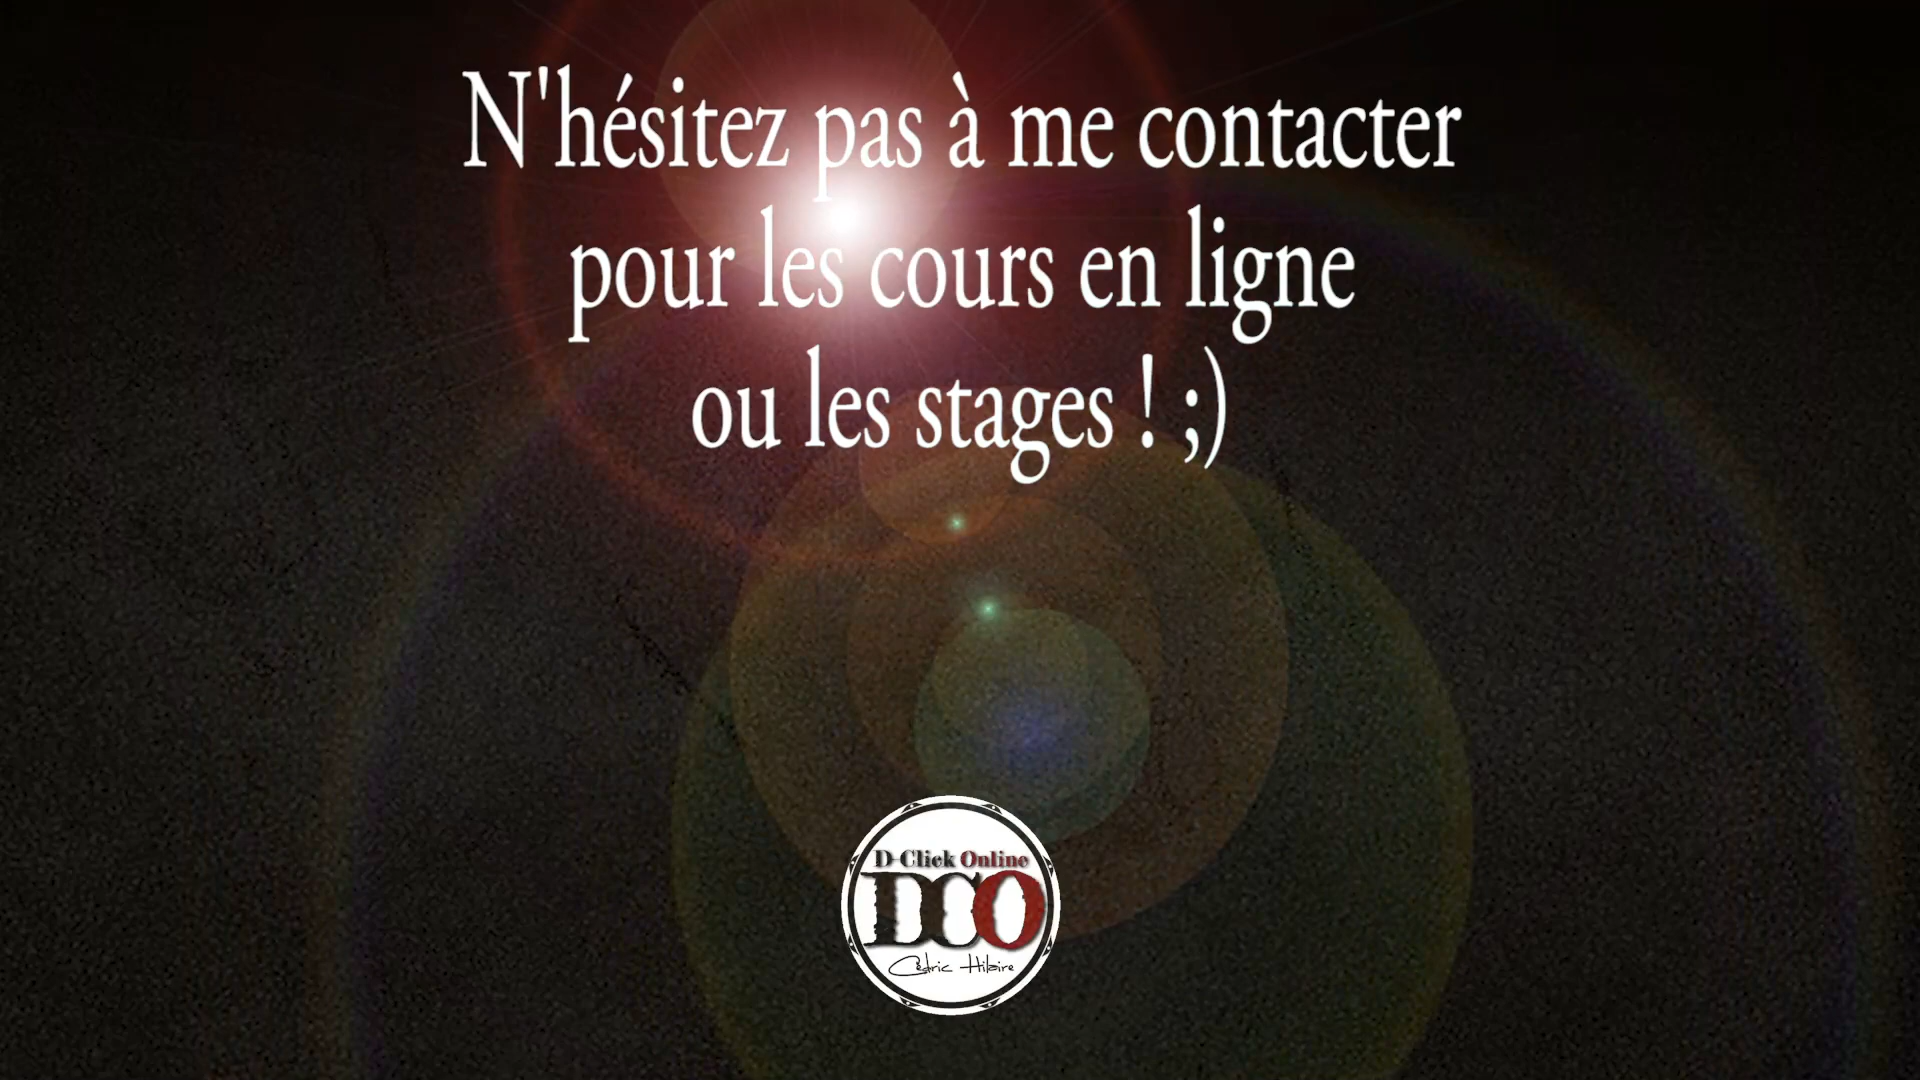 N'hésitez pas à me contacter
pour les cours en ligne
ou les stages ! ;)
D-Click Online
DCO
Cédric Hilaire